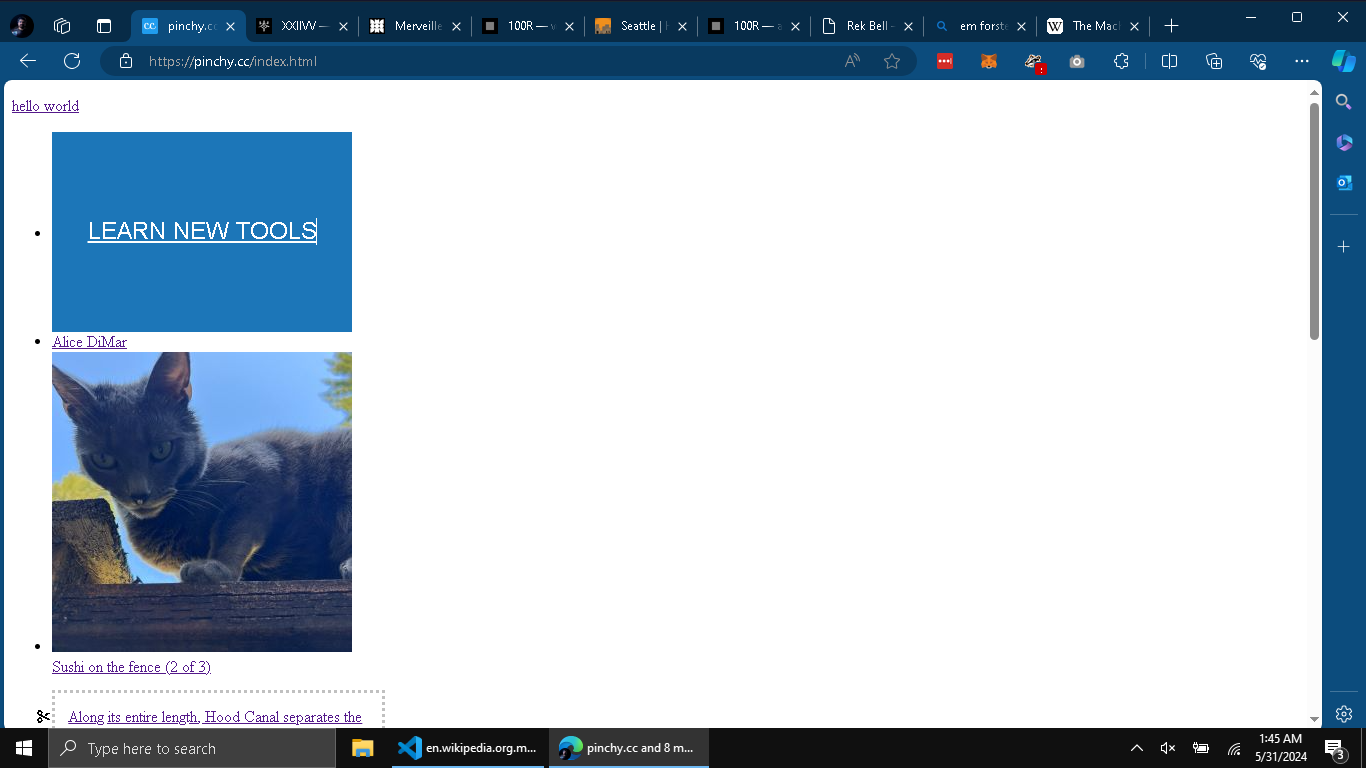 pinchy.cc
XXIIVV —
Merveille
100R — v
Seattle | H
100R — a
Rek Bell -
em forste
The Mach
https://pinchy.cc/index.html
hello world
LEARN NEW TOOLS
Alice DiMar
Sushi on the fence (2 of 3)
Along its entire length, Hood Canal separates the
Type here to search
en.wikipedia.org.m...
pinchy.cc and 8 m...
1:45 AM
5/31/2024
3